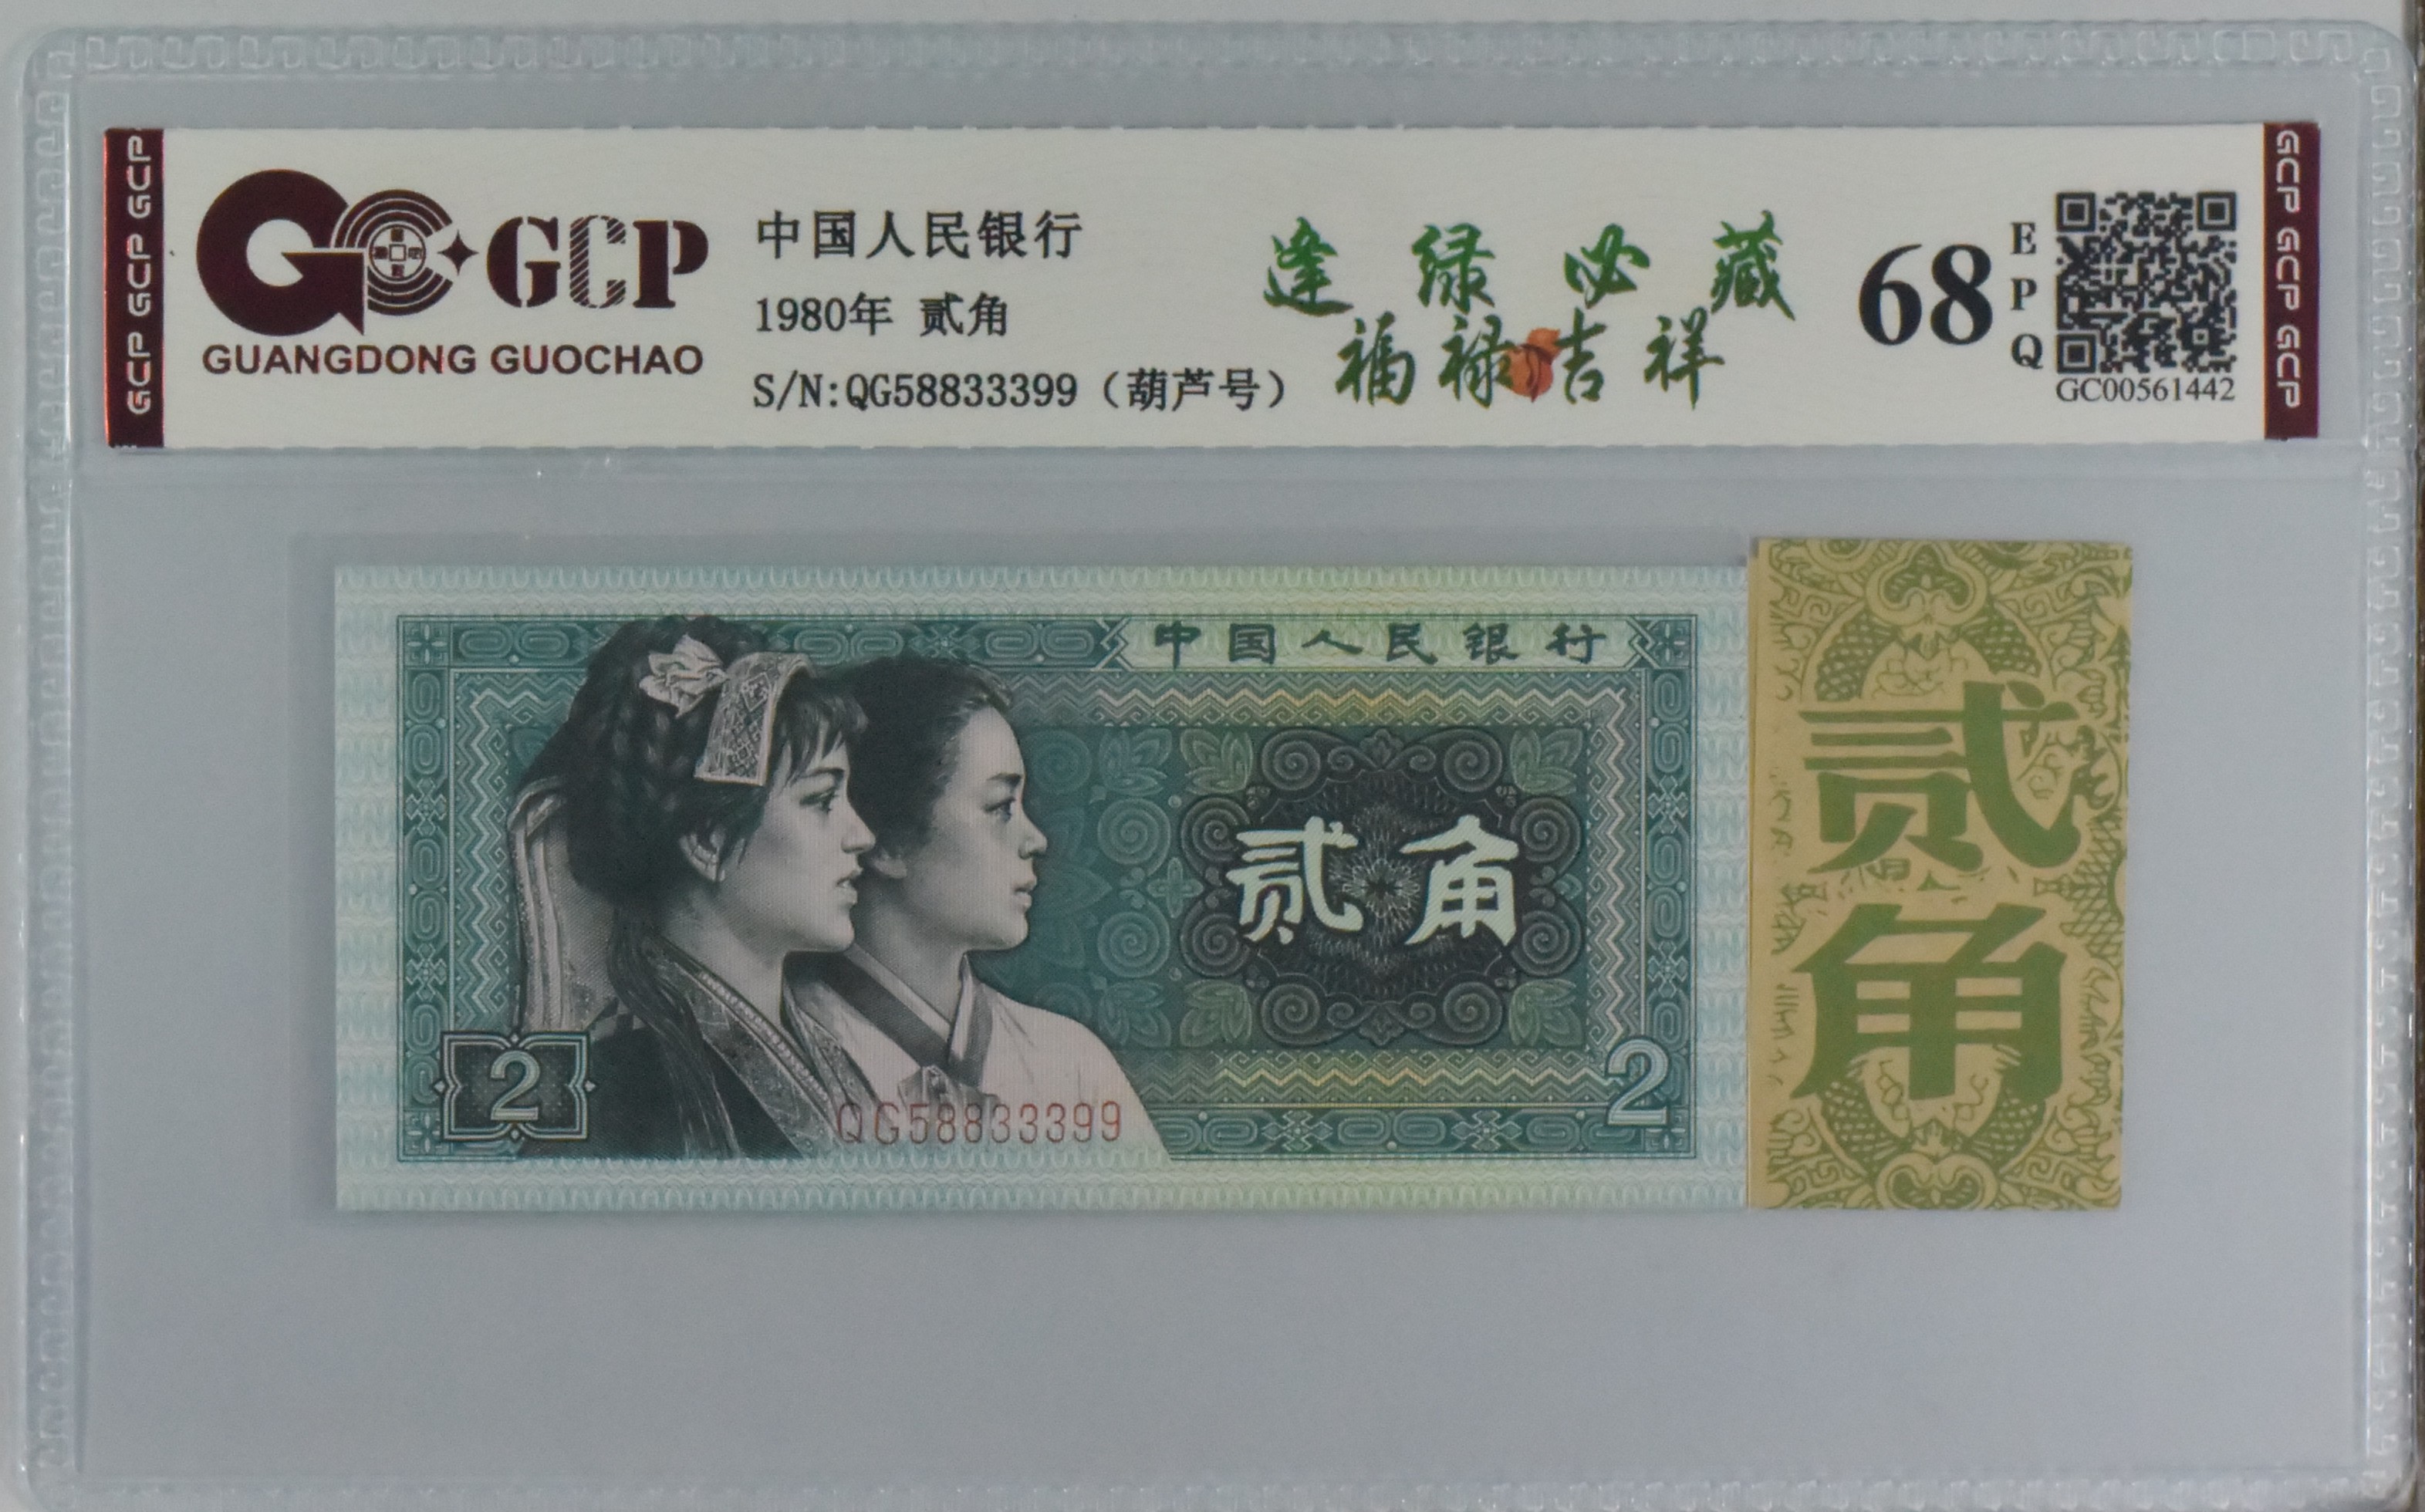 GCP GCP GCP
GCP
GUANGDONG GUOCHAO
中国人民银行
1980年 贰角
S/N:QG58833399（葫芦号）
逢绿必藏
福禄吉祥
68
EPQ
GC00561442
GCP GCP GCP
中国人民银行
贰角
2
QG58833399
2
贰角